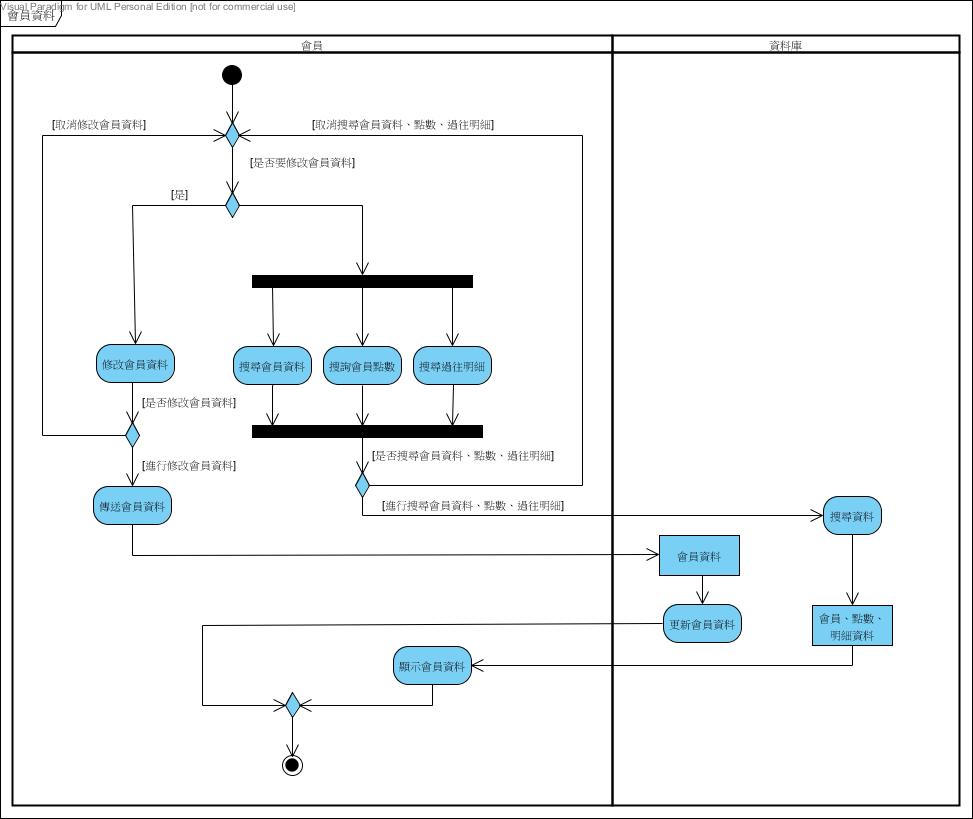 Visual Paradigm for UML Personal Edition [not for commercial use]
會員資料
會員
資料庫
[取消修改會員資料]
[取消搜尋會員資料、點數、過往明細]
[是否要修改會員資料]
[是]
修改會員資料
搜尋會員資料
搜詢會員點數
搜尋過往明細
[是否修改會員資料]
[是否搜尋會員資料、點數、過往明細]
[進行修改會員資料]
傳送會員資料
[進行搜尋會員資料、點數、過往明細]
搜尋資料
會員資料
更新會員資料
會員、點數、
明細資料
顯示會員資料